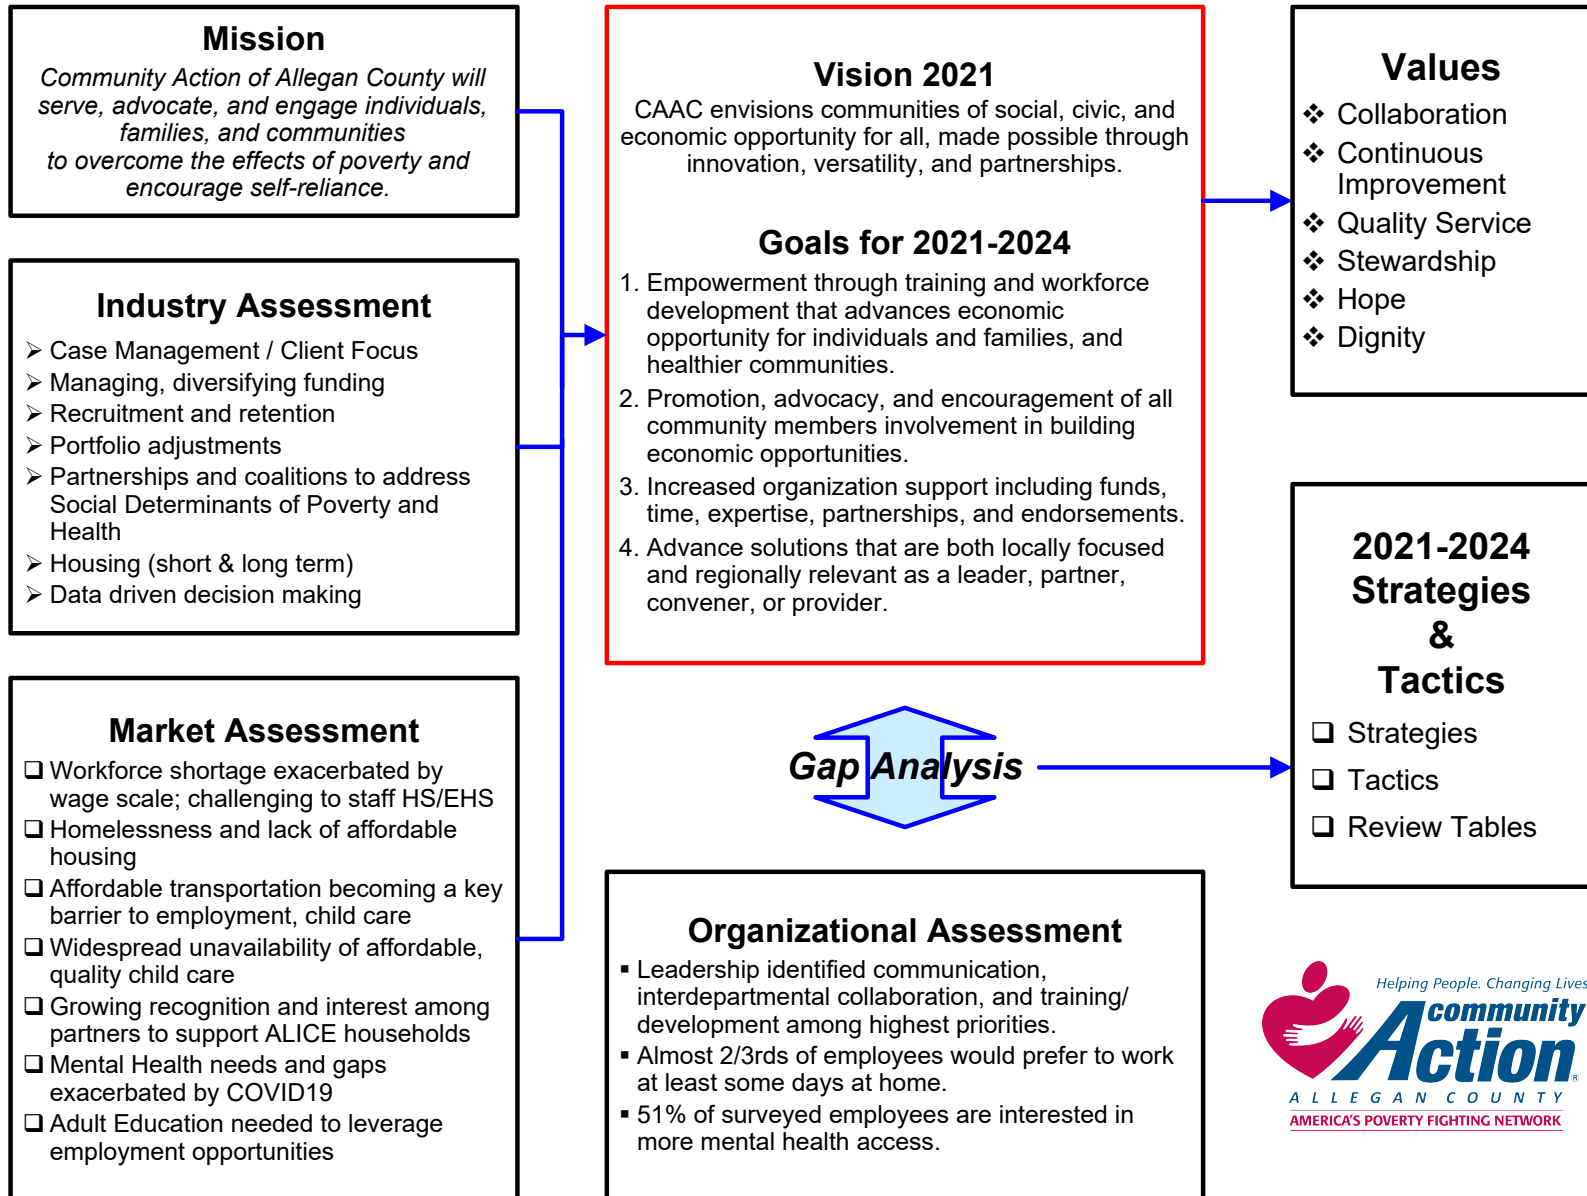 Mission
Community Action of Allegan County will
serve, advocate, and engage individuals,
families, and communities
to overcome the effects of poverty and
encourage self-reliance.
Industry Assessment
➢ Case Management / Client Focus
➢ Managing, diversifying funding
➢ Recruitment and retention
➢ Portfolio adjustments
➢ Partnerships and coalitions to address
Social Determinants of Poverty and
Health
➢ Housing (short & long term)
➢ Data driven decision making
Market Assessment
❑ Workforce shortage exacerbated by
wage scale; challenging to staff HS/EHS
❑ Homelessness and lack of affordable
housing
❑ Affordable transportation becoming a key
barrier to employment, child care
❑ Widespread unavailability of affordable,
quality child care
❑ Growing recognition and interest among
partners to support ALICE households
❑ Mental Health needs and gaps
exacerbated by COVID19
❑ Adult Education needed to leverage
employment opportunities
Vision 2021
CAAC envisions communities of social, civic, and
economic opportunity for all, made possible through
innovation, versatility, and partnerships.
Goals for 2021-2024
1. Empowerment through training and workforce
development that advances economic
opportunity for individuals and families, and
healthier communities.
2. Promotion, advocacy, and encouragement of all
community members involvement in building
economic opportunities.
3. Increased organization support including funds,
time, expertise, partnerships, and endorsements.
4. Advance solutions that are both locally focused
and regionally relevant as a leader, partner,
convener, or provider.
Gap Analysis
Organizational Assessment
▪ Leadership identified communication,
interdepartmental collaboration, and training/
development among highest priorities.
▪ Almost 2/3rds of employees would prefer to work
at least some days at home.
▪ 51% of surveyed employees are interested in
more mental health access.
Values
❖ Collaboration
❖ Continuous
Improvement
❖ Quality Service
❖ Stewardship
❖ Hope
❖ Dignity
2021-2024
Strategies
&
Tactics
❑ Strategies
❑ Tactics
❑ Review Tables
Helping People. Changing Lives
community
Action®
ALLEGAN COUNTY
AMERICA'S POVERTY FIGHTING NETWORK